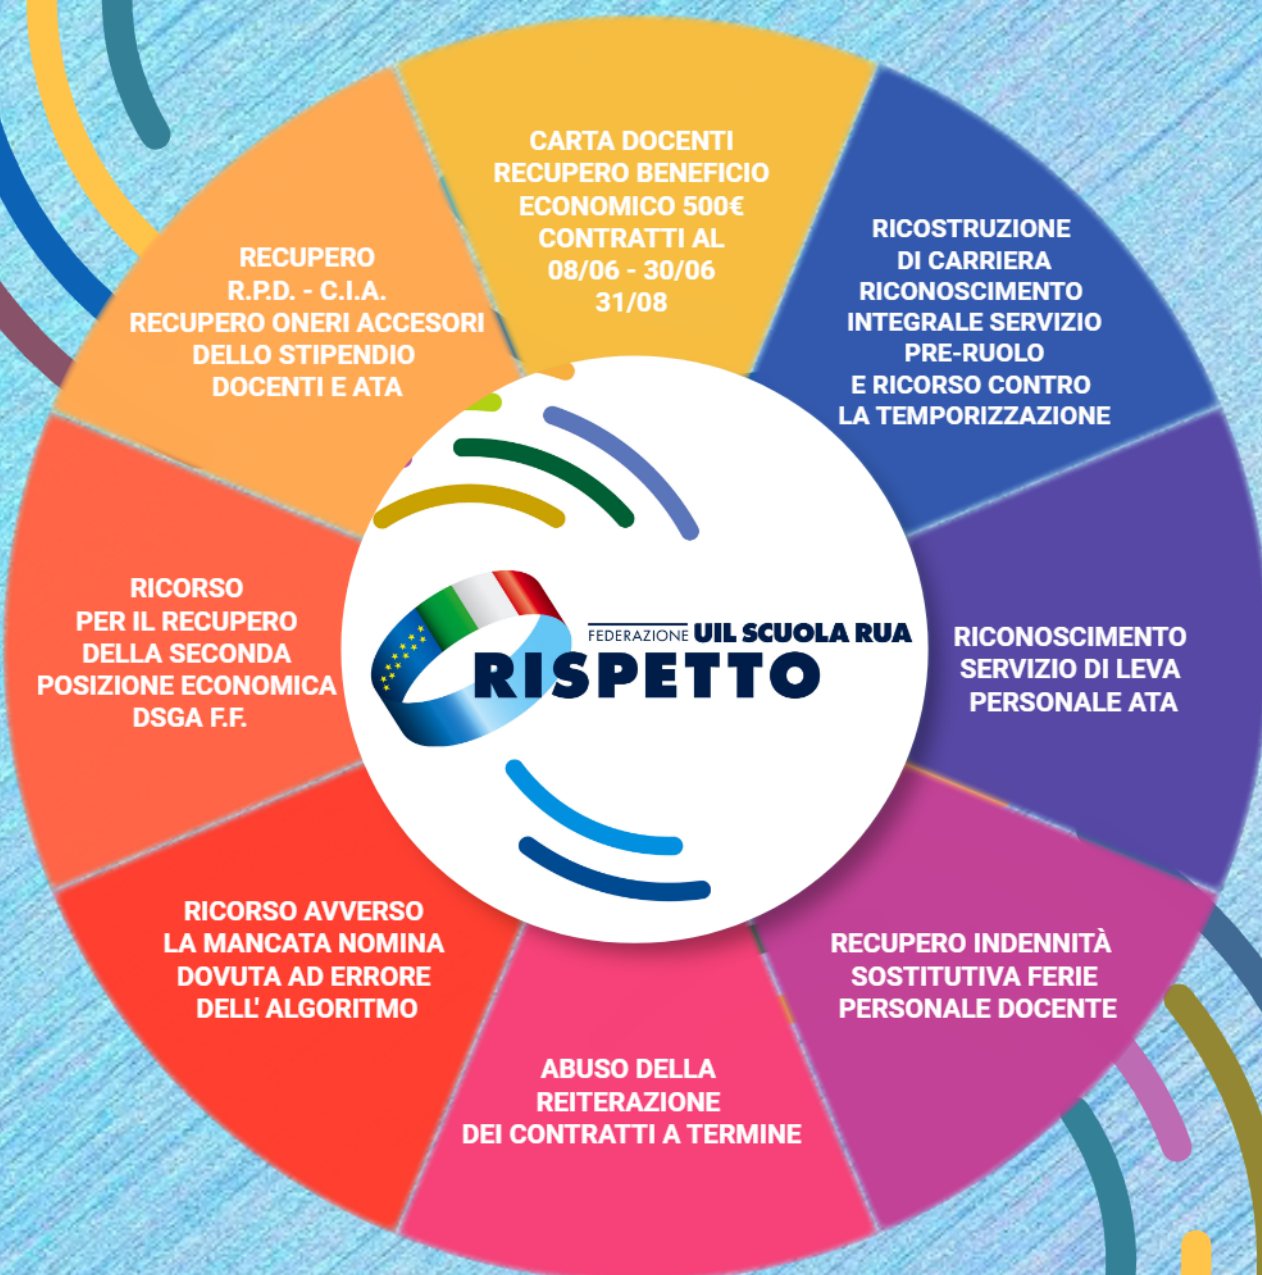 CARTA DOCENTI
RECUPERO BENEFICIO
ECONOMICO 500€
CONTRATTI AL
08/06 - 30/06
31/08
RICOSTRUZIONE
DI CARRIERA
RICONOSCIMENTO
INTEGRALE SERVIZIO
PRE-RUOLO
E RICORSO CONTRO
LA TEMPORIZZAZIONE
RICONOSCIMENTO
SERVIZIO DI LEVA
PERSONALE ATA
RECUPERO INDENNITÀ
SOSTITUTIVA FERIE
PERSONALE DOCENTE
ABUSO DELLA
REITERAZIONE
DEI CONTRATTI A TERMINE
RICORSO AVVERSO
LA MANCATA NOMINA
DOVUTA AD ERRORE
DELL' ALGORITMO
RICORSO
PER IL RECUPERO
DELLA SECONDA
POSIZIONE ECONOMICA
DSGA F.F.
RECUPERO
R.P.D. - C.I.A.
RECUPERO ONERI ACCESORI
DELLO STIPENDIO
DOCENTI E ATA
FEDERAZIONE UIL SCUOLA RUA
RISPETTO